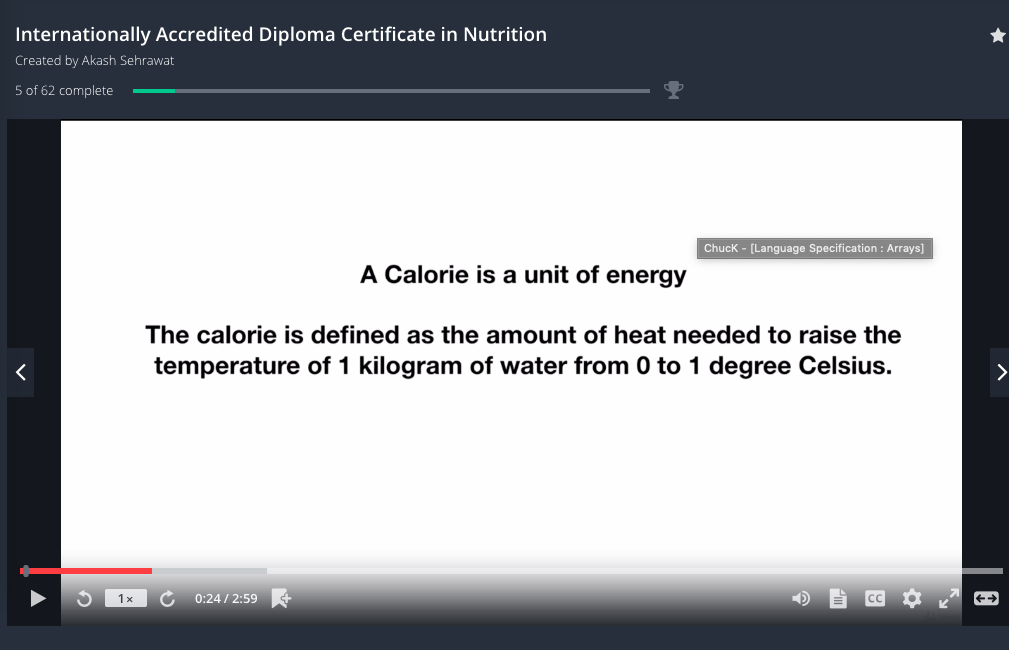 Internationally Accredited Diploma Certificate in Nutrition
Created by Akash Sehrawat
5 of 62 complete
ChucK - [Language Specification : Arrays]
A Calorie is a unit of energy
The calorie is defined as the amount of heat needed to raise the
temperature of 1 kilogram of water from 0 to 1 degree Celsius.
1×
0:24 / 2:59
CC